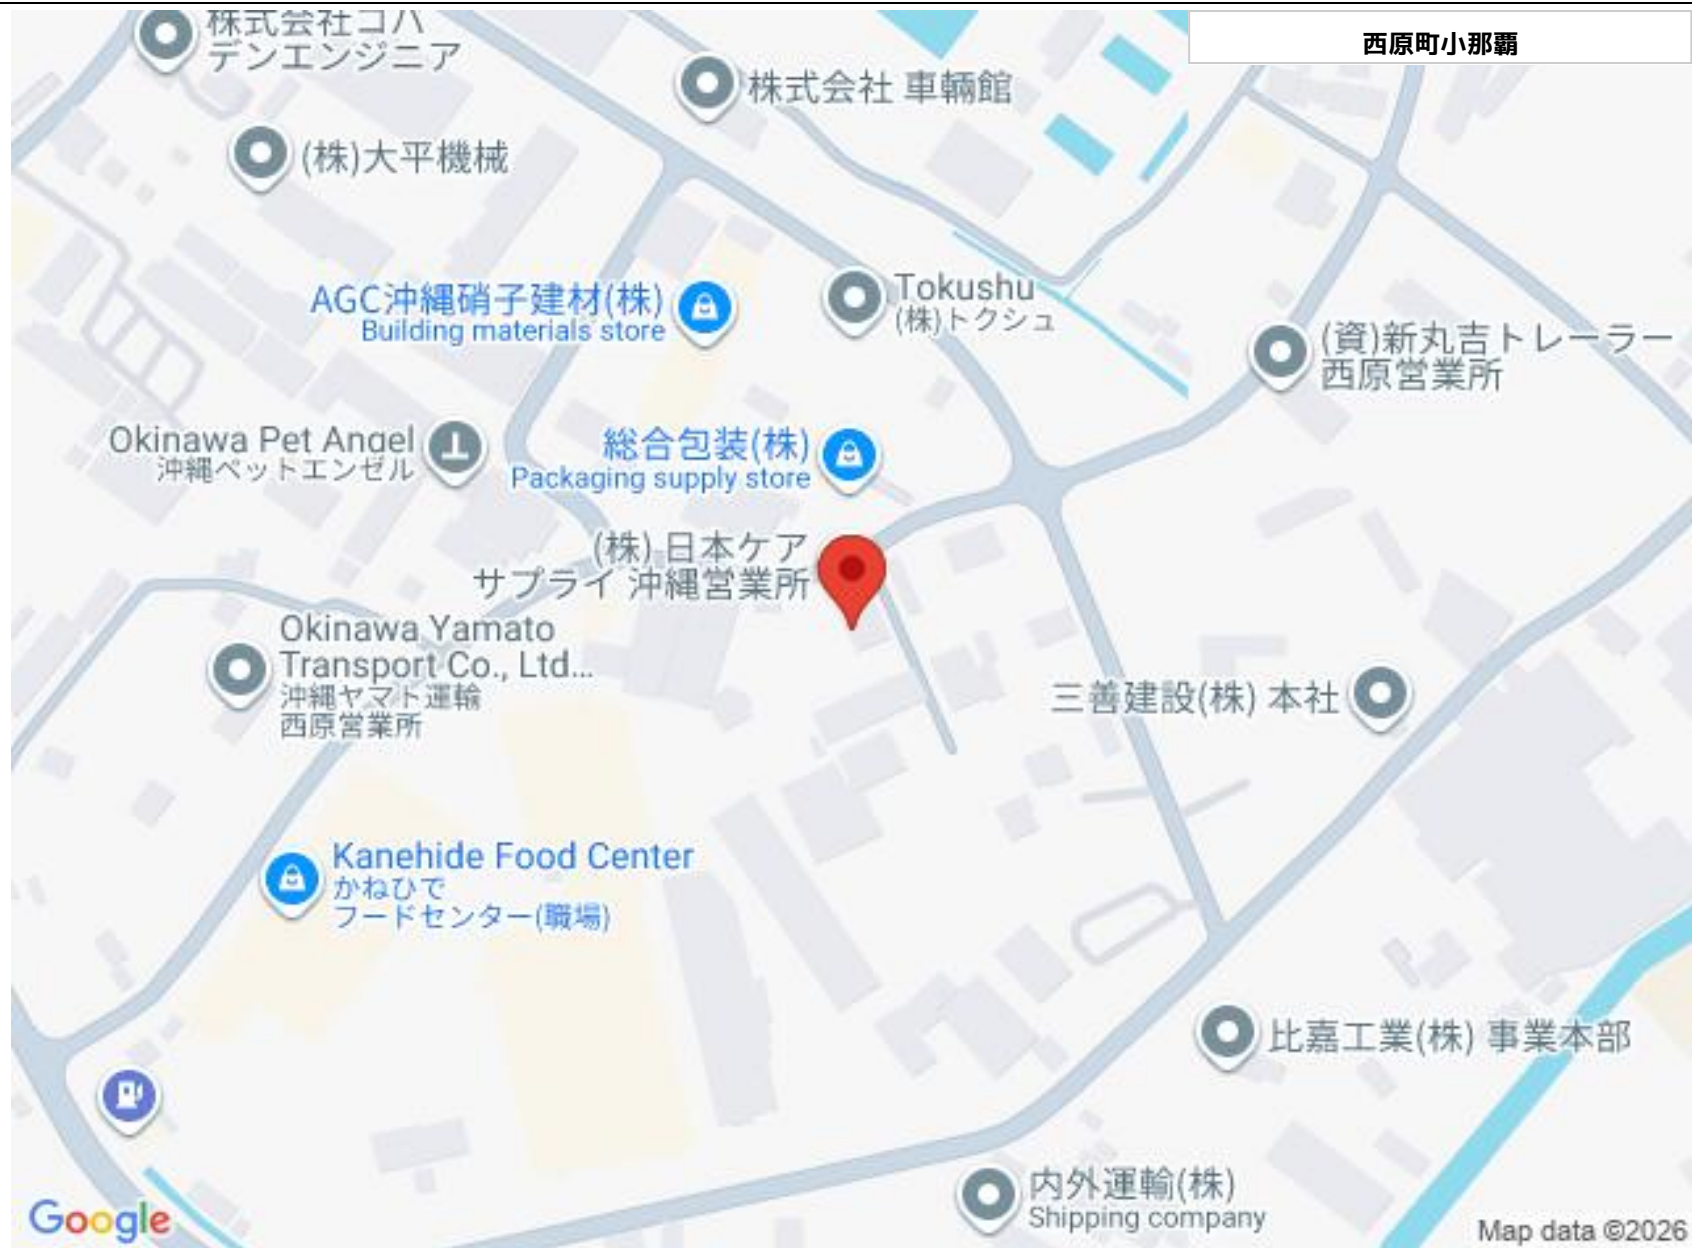 株式会社コハ
デンエンジニア
西原町小那覇
株式会社 車輛館
(株)大平機械
AGC沖縄硝子建材(株)
Building materials store
Tokushu
(株)トクシュ
(資)新丸吉トレーラー
西原営業所
Okinawa Pet Angel
沖縄ペットエンゼル
総合包装(株)
Packaging supply store
(株) 日本ケア
サプライ 沖縄営業所
Okinawa Yamato
Transport Co., Ltd...
沖縄ヤマト運輸
西原営業所
三善建設(株) 本社
Kanehide Food Center
かねひで
フードセンター(職場)
比嘉工業(株) 事業本部
内外運輸(株)
Shipping company
Google
Map data ©2026